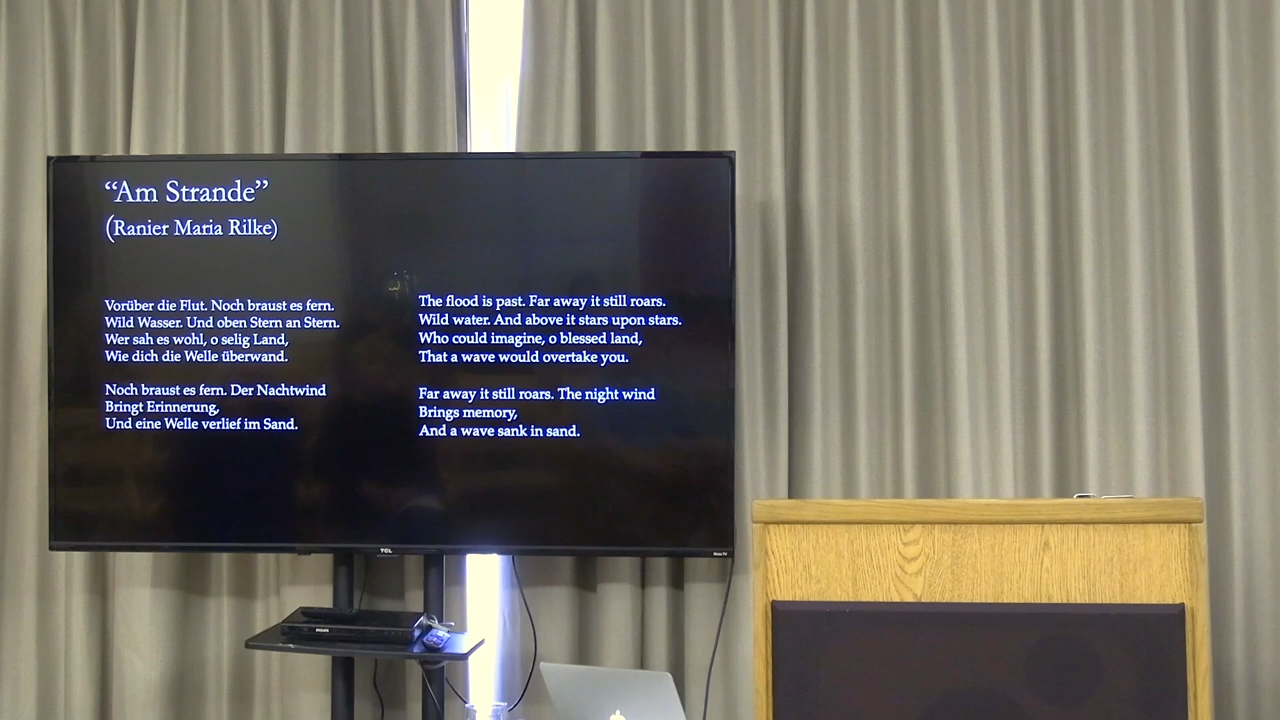 “Am Strande”
(Ranier Maria Rilke)
Vorüber die Flut. Noch braust es fern.
Wild Wasser. Und oben Stern an Stern.
Wer sah es wohl, o selig Land,
Wie dich die Welle überwand.
Noch braust es fern. Der Nachtwind
Bringt Erinnerung,
Und eine Welle verlief im Sand.
The flood is past. Far away it still roars.
Wild water. And above it stars upon stars.
Who could imagine, o blessed land,
That a wave would overtake you.
Far away it still roars. The night wind
Brings memory,
And a wave sank in sand.
TCL
Roku TV
PHILIPS